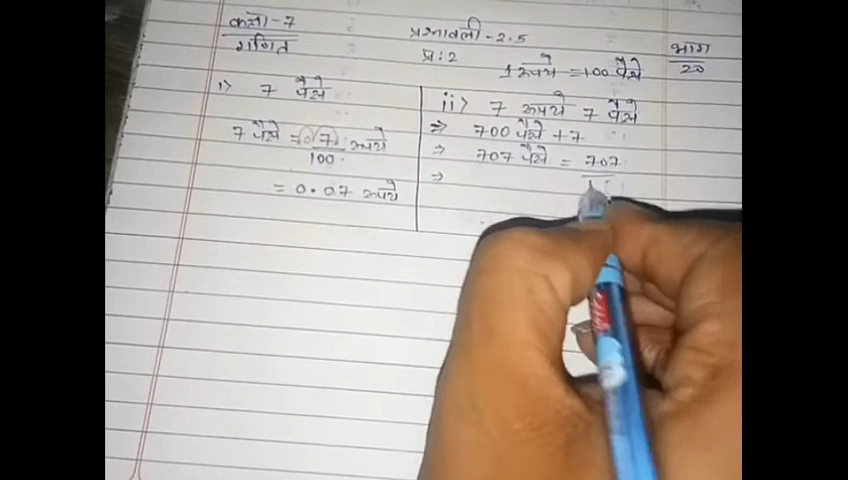 कक्षा-7
गणित
प्रश्नावली-2.5
प्र:2
भाग
20
1 रूपये = 100 पैसे
i> 7 पैसे
7 पैसे = 7/100 रूपये
= 0.07 रूपये
ii> 7 रूपये 7 पैसे
⇒ 700 पैसे + 7
⇒ 707 पैसे = 707
⇒